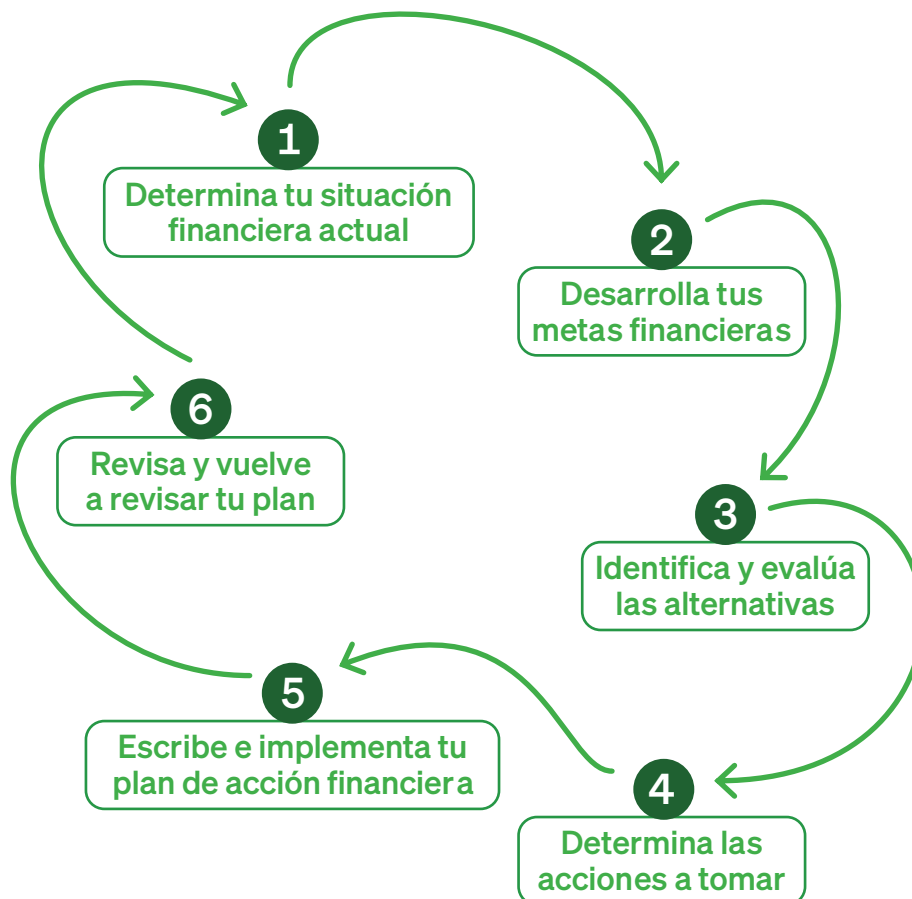 1
Determina tu situación
financiera actual
2
Desarrolla tus
metas financieras
3
Identifica y evalúa
las alternativas
4
Determina las
acciones a tomar
5
Escribe e implementa tu
plan de acción financiera
6
Revisa y vuelve
a revisar tu plan